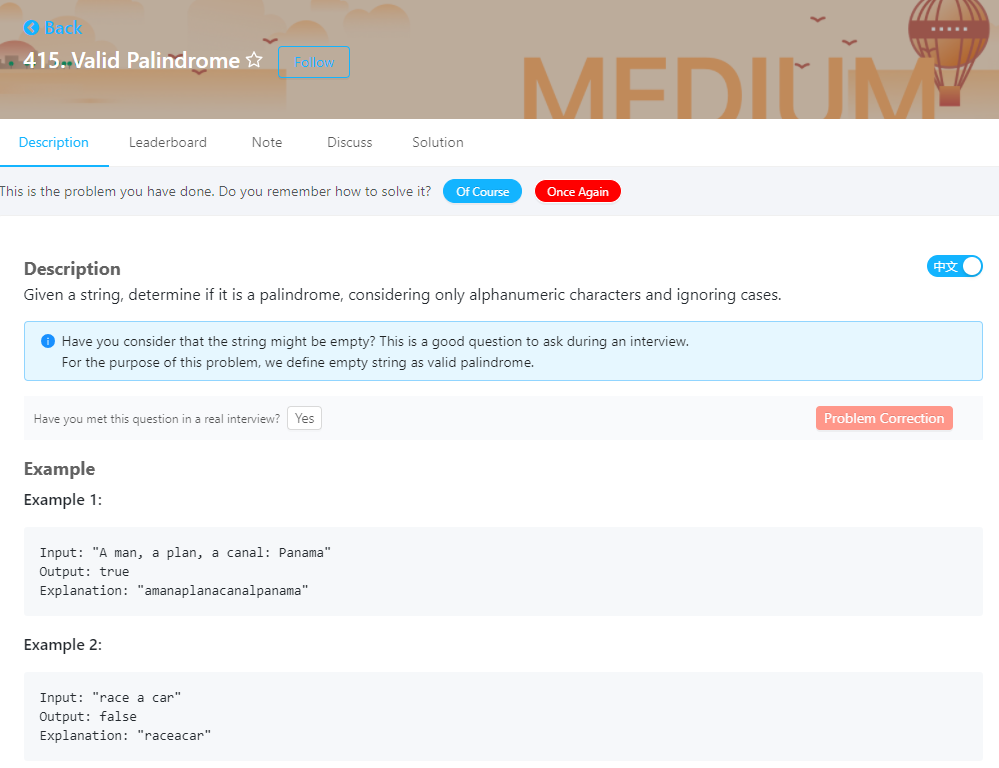 Back
415. Valid Palindrome
Follow
MEDIUM
Description
Leaderboard
Note
Discuss
Solution
This is the problem you have done. Do you remember how to solve it?
Of Course
Once Again
Description
中文
Given a string, determine if it is a palindrome, considering only alphanumeric characters and ignoring cases.
Have you consider that the string might be empty? This is a good question to ask during an interview.
For the purpose of this problem, we define empty string as valid palindrome.
Have you met this question in a real interview?
Yes
Problem Correction
Example
Example 1:
Input: "A man, a plan, a canal: Panama"
Output: true
Explanation: "amanaplanacanalpanama"
Example 2:
Input: "race a car"
Output: false
Explanation: "raceacar"